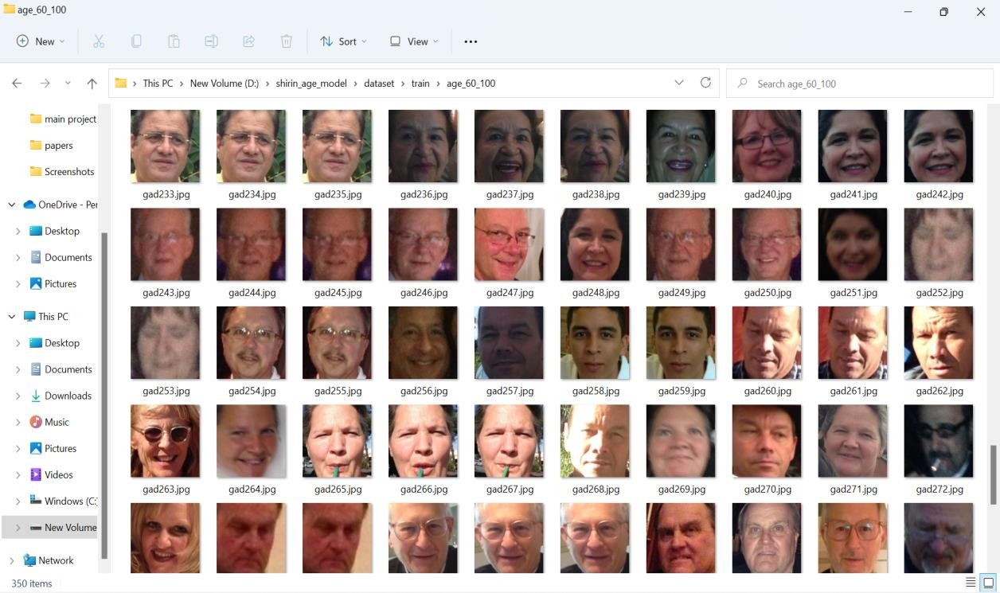 age_60_100
New
Sort
View
This PC
New Volume (D:)
shirin_age_model
dataset
train
age_60_100
Search age_60_100
main project
papers
Screenshots
OneDrive - Per
Desktop
Documents
Pictures
This PC
Desktop
Documents
Downloads
Music
Pictures
Videos
Windows (C:)
New Volume
Network
gad233.jpg gad234.jpg gad235.jpg gad236.jpg gad237.jpg gad238.jpg gad239.jpg gad240.jpg gad241.jpg gad242.jpg
gad243.jpg gad244.jpg gad245.jpg gad246.jpg gad247.jpg gad248.jpg gad249.jpg gad250.jpg gad251.jpg gad252.jpg
gad253.jpg gad254.jpg gad255.jpg gad256.jpg gad257.jpg gad258.jpg gad259.jpg gad260.jpg gad261.jpg gad262.jpg
gad263.jpg gad264.jpg gad265.jpg gad266.jpg gad267.jpg gad268.jpg gad269.jpg gad270.jpg gad271.jpg gad272.jpg
350 items